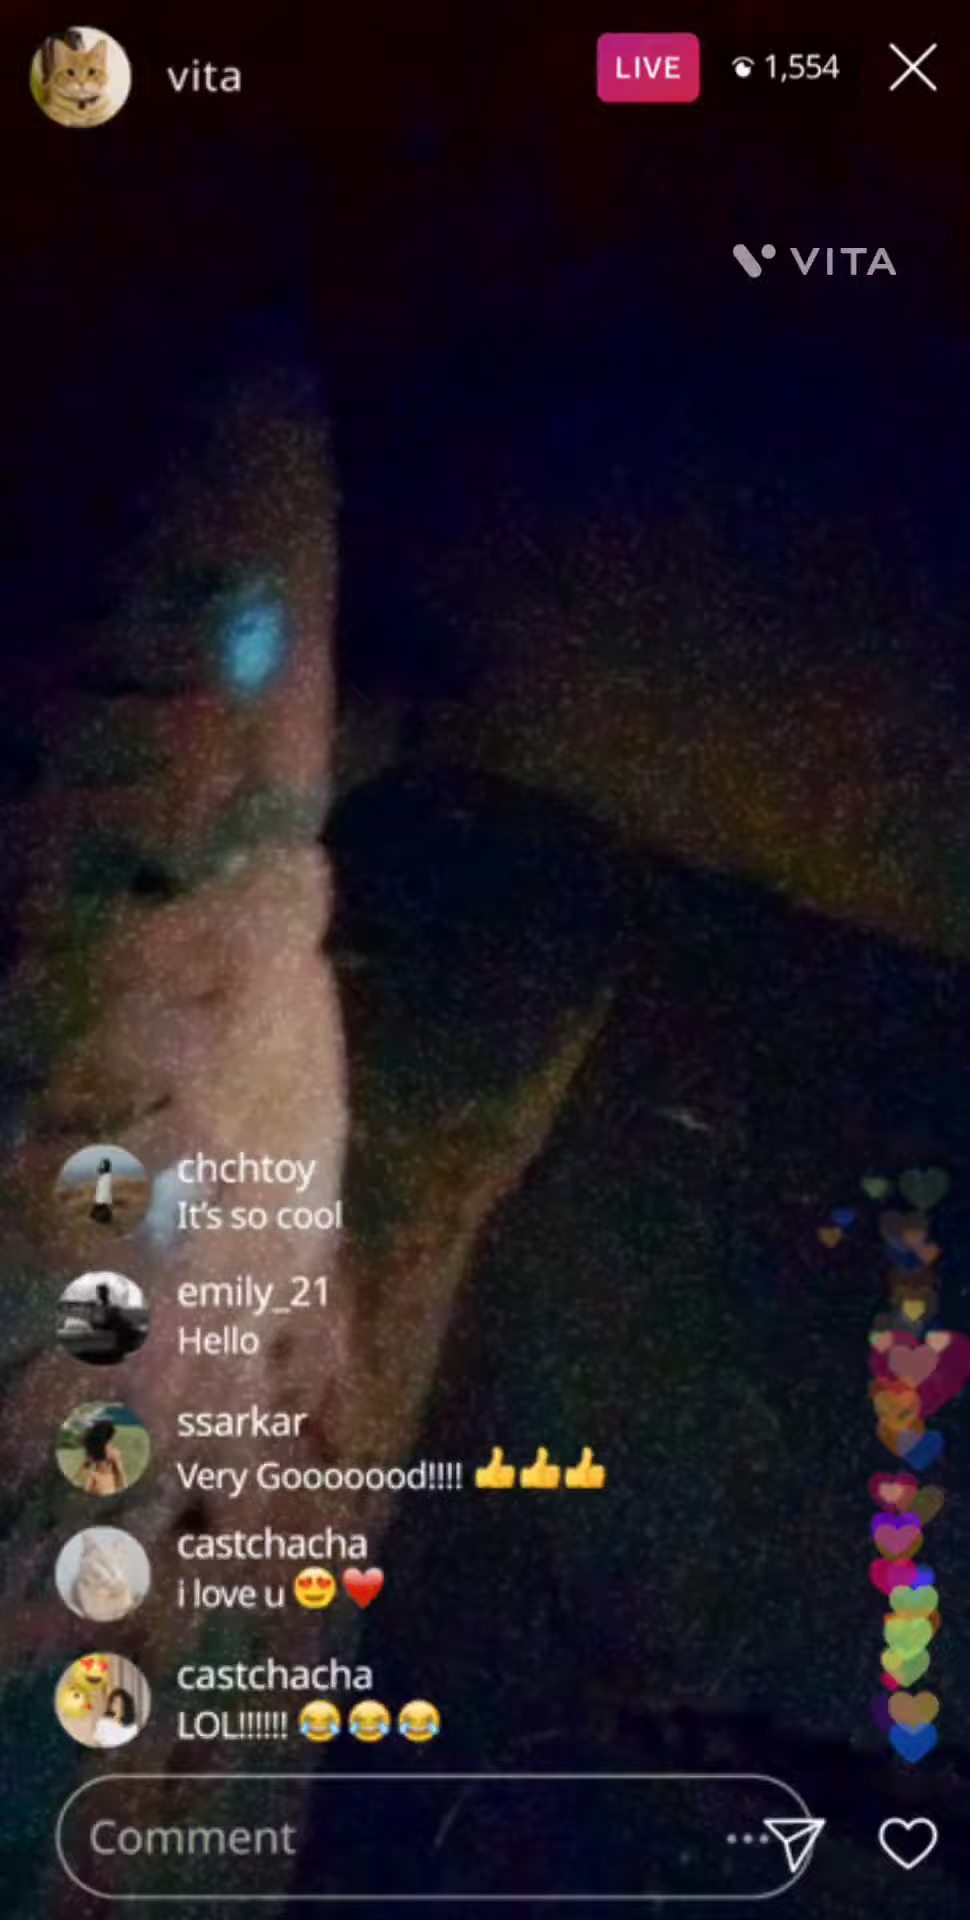 vita
LIVE 1,554
VITA
chchtoy
It's so cool
emily_21
Hello
ssarkar
Very Gooooood!!!! 👍👍👍
castchacha
i love u 😍❤️
castchacha
LOL!!!!!! 😂😂😂
Comment